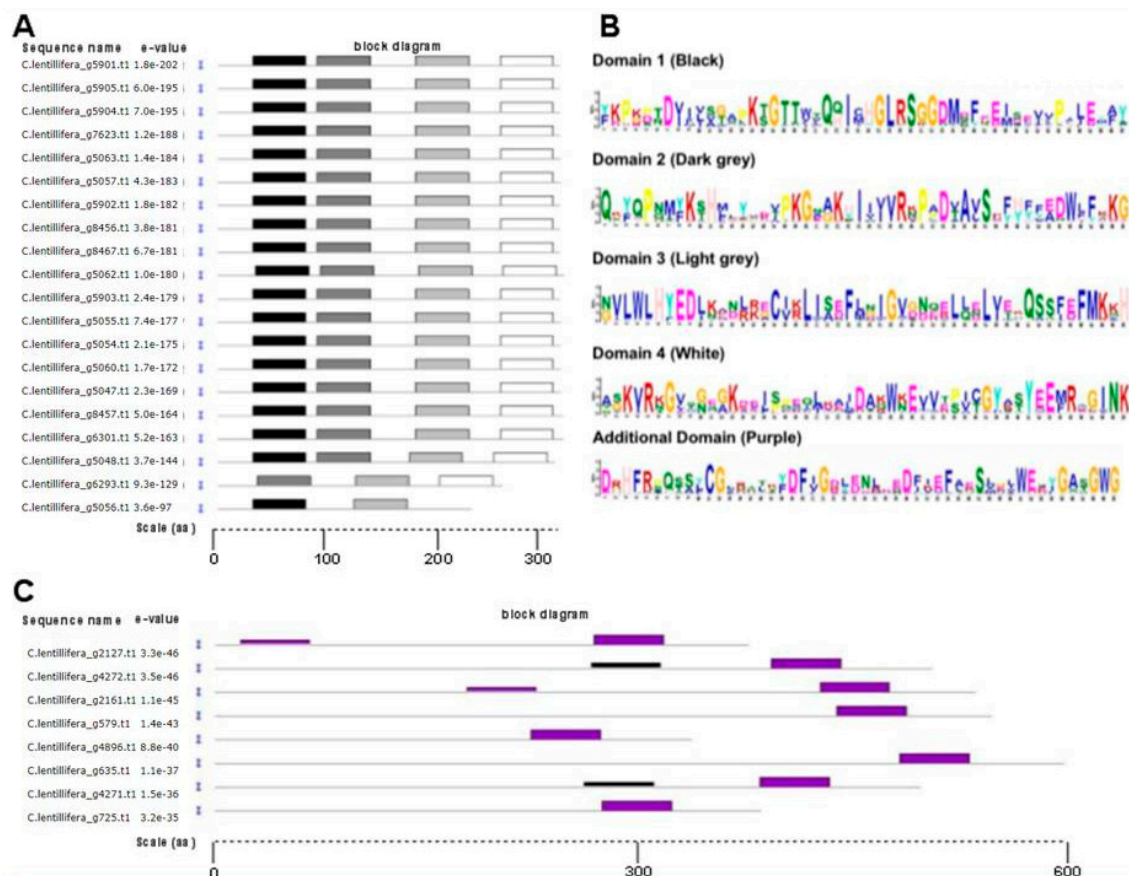 A
Sequence name e-value block diagram
C.lentillifera_g5901.t1 1.8e-202
C.lentillifera_g5905.t1 6.0e-195
C.lentillifera_g5904.t1 7.0e-195
C.lentillifera_g7623.t1 1.2e-188
C.lentillifera_g5063.t1 1.4e-184
C.lentillifera_g5057.t1 4.3e-183
C.lentillifera_g5902.t1 1.8e-182
C.lentillifera_g8456.t1 3.8e-181
C.lentillifera_g8467.t1 6.7e-181
C.lentillifera_g5062.t1 1.0e-180
C.lentillifera_g5903.t1 2.4e-179
C.lentillifera_g5055.t1 7.4e-177
C.lentillifera_g5054.t1 2.1e-175
C.lentillifera_g5060.t1 1.7e-172
C.lentillifera_g5047.t1 2.3e-169
C.lentillifera_g8457.t1 5.0e-164
C.lentillifera_g6301.t1 5.2e-163
C.lentillifera_g5048.t1 3.7e-144
C.lentillifera_g6293.t1 9.3e-129
C.lentillifera_g5056.t1 3.6e-97
Scale (aa)
0 100 200 300
B
Domain 1 (Black)
Domain 2 (Dark grey)
Domain 3 (Light grey)
Domain 4 (White)
Additional Domain (Purple)
C
block diagram
Sequence name e-value
C.lentillifera_g2127.t1 3.3e-46
C.lentillifera_g4272.t1 3.5e-46
C.lentillifera_g2161.t1 1.1e-45
C.lentillifera_g579.t1 1.4e-43
C.lentillifera_g4896.t1 8.8e-40
C.lentillifera_g635.t1 1.1e-37
C.lentillifera_g4271.t1 1.5e-36
C.lentillifera_g725.t1 3.2e-35
Scale (aa)
0 300 600